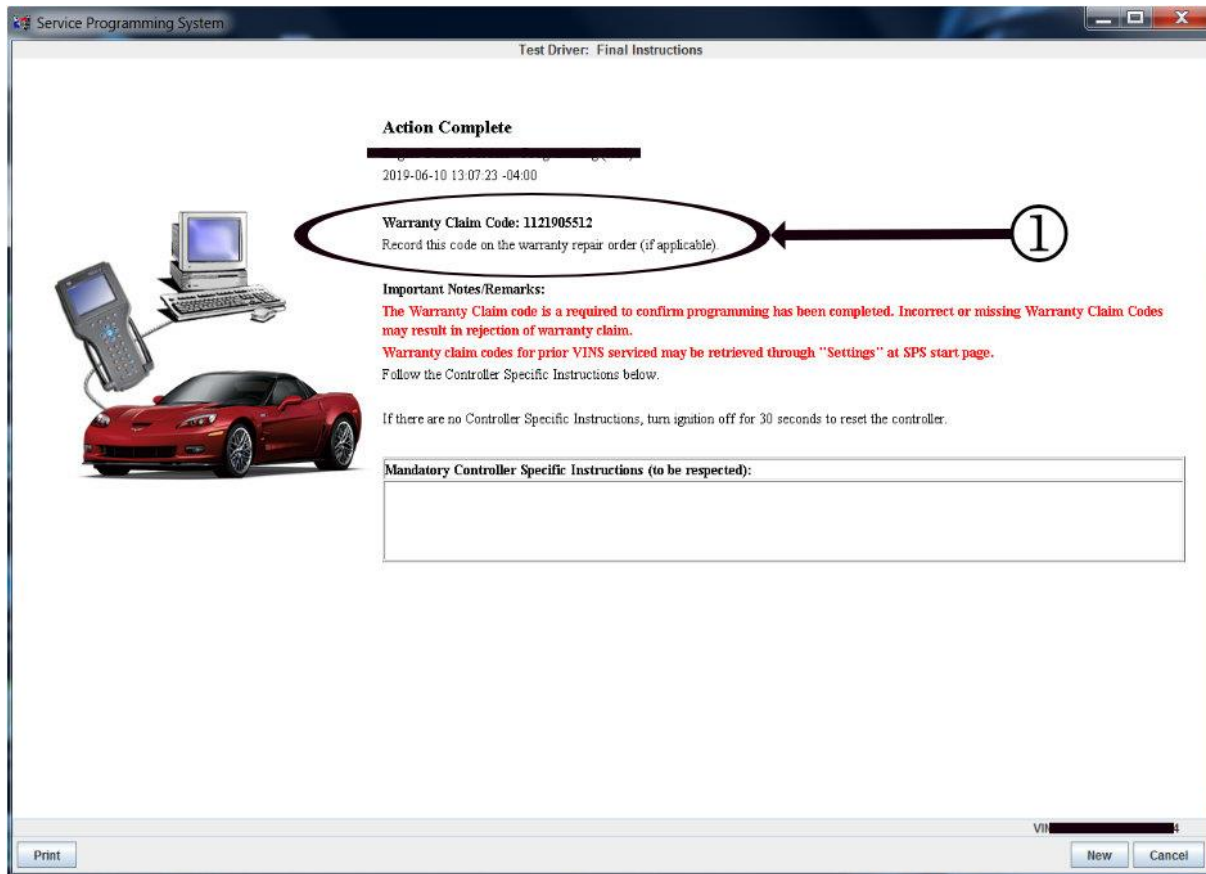 Service Programming System
Test Driver: Final Instructions
Action Complete
2019-06-10 13:07:23 -04:00
Warranty Claim Code: 1121905512
Record this code on the warranty repair order (if applicable).
1
Important Notes/Remarks:
The Warranty Claim code is a required to confirm programming has been completed. Incorrect or missing Warranty Claim Codes
may result in rejection of warranty claim.
Warranty claim codes for prior VINS serviced may be retrieved through "Settings" at SPS start page.
Follow the Controller Specific Instructions below.
If there are no Controller Specific Instructions, turn ignition off for 30 seconds to reset the controller.
Mandatory Controller Specific Instructions (to be respected):
VIN 4
Print New Cancel